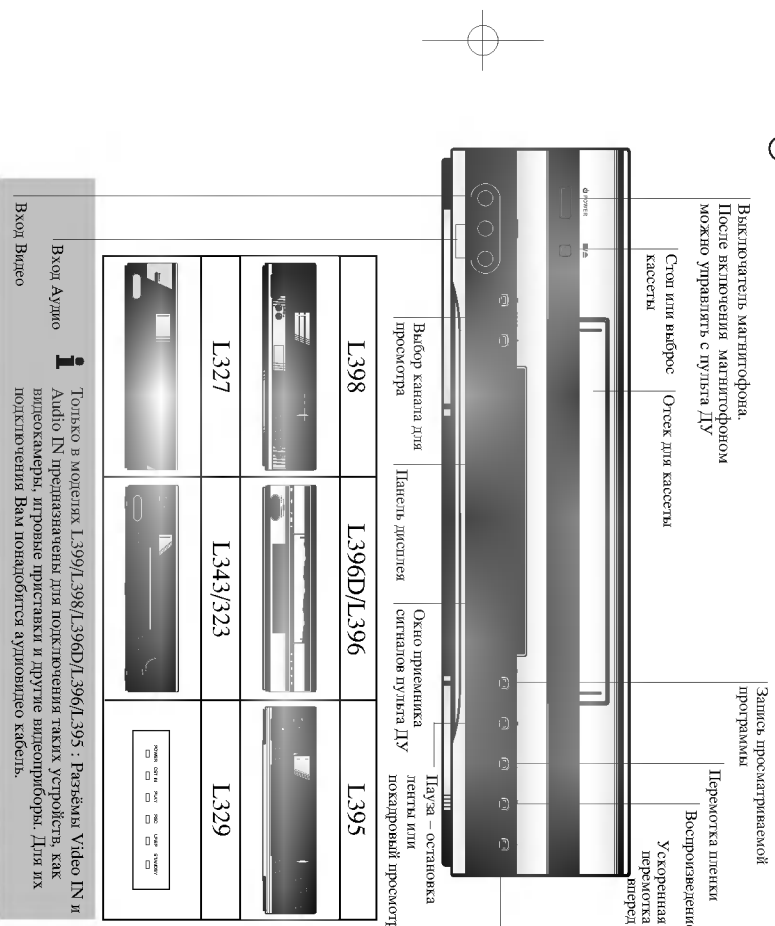 Выключатель магнитофона.
После включения магнитофоном
можно управлять с пульта ДУ
Стоп или выброс
кассеты
Отсек для кассеты
Запись просматриваемой
программы
Перемотка пленки
Воспроизведение
Ускоренная
перемотка
вперед
POWER
Выбор канала для
просмотра
Панель дисплея
Окно приемника
сигналов пульта ДУ
Пауза – остановка
ленты или
покадровый просмотр
L398
L396D/L396
L395
L327
L343/323
L329
POWER
PLAY
REC
STANDBY
Вход Аудио
Вход Видео
Только в моделях L399/L398/L396D/L396/L395 : Разъёмы Video IN и
Audio IN предназначены для подключения таких устройств, как
видеокамеры, игровые приставки и другие видеоприборы. Для их
подключения Вам понадобится аудиовидео кабель.